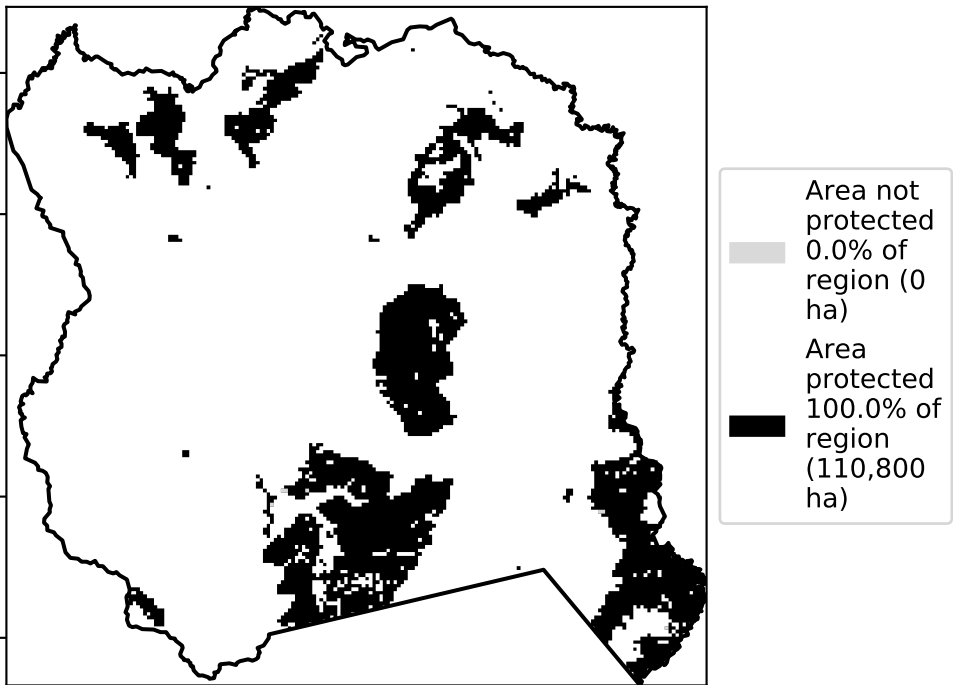 Area not
protected
0.0% of
region (0
ha)
Area
protected
100.0% of
region
(110,800
ha)